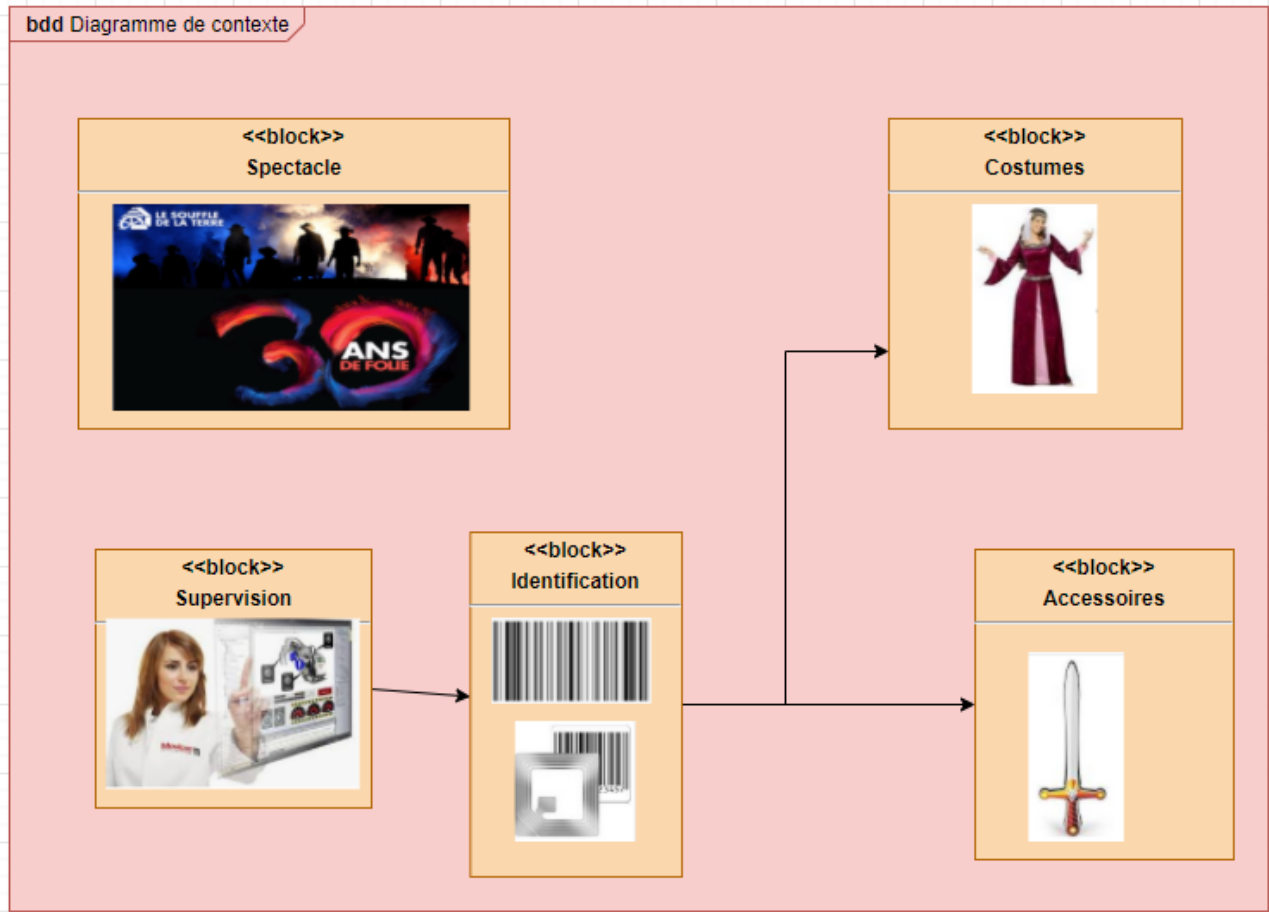 bdd Diagramme de contexte
<<block>>
Spectacle
LE SOUFFLE
DE LA TERRE
30
ANS
DE FOLIE
<<block>>
Costumes
<<block>>
Supervision
<<block>>
Identification
<<block>>
Accessoires